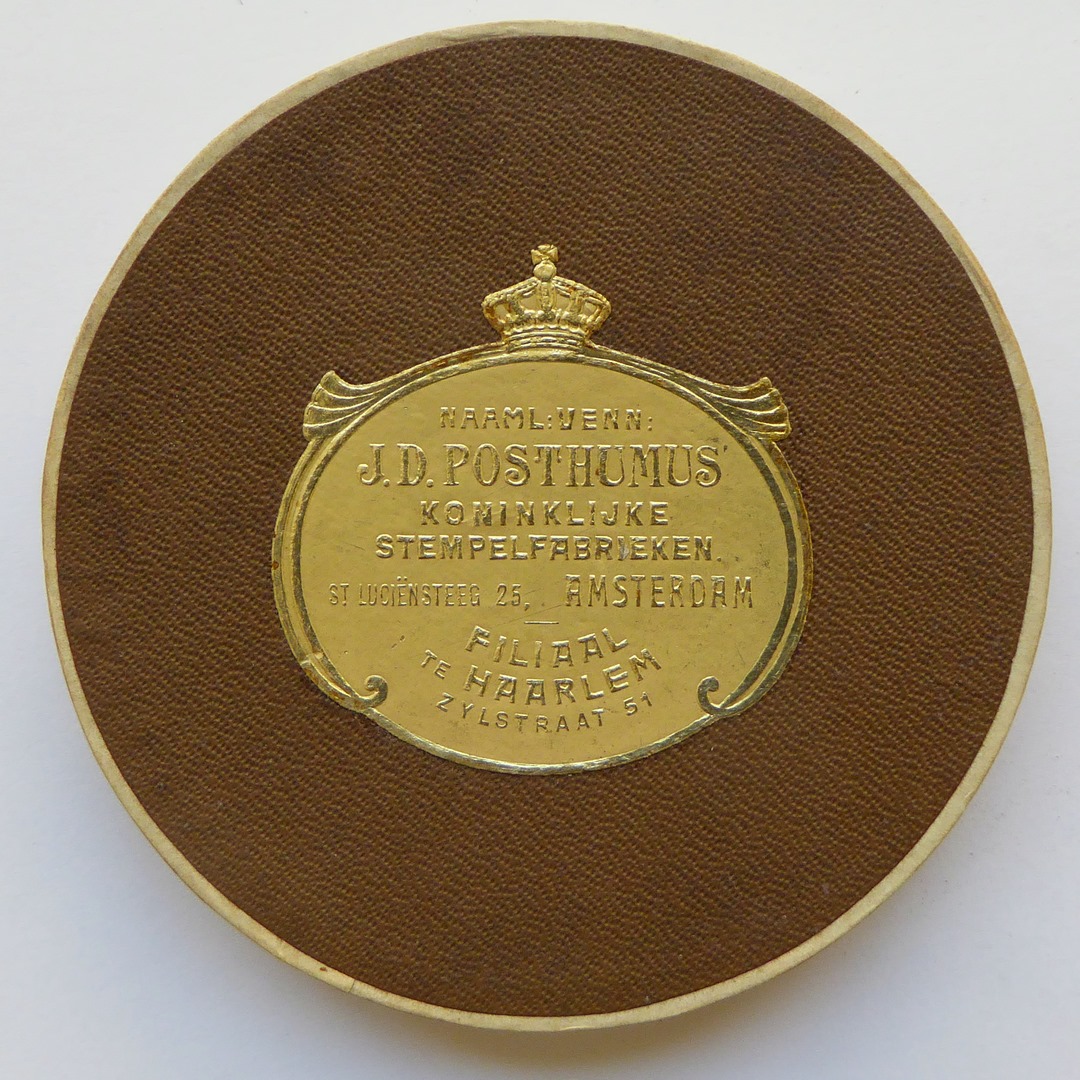 NAAML: VENN:
J.D. POSTHUMUS'
KONINKLIJKE
STEMPELFABRIEKEN.
ST LUCIËNSTEEG 25, AMSTERDAM
FILIAAL
TE HAARLEM
ZYLSTRAAT 51